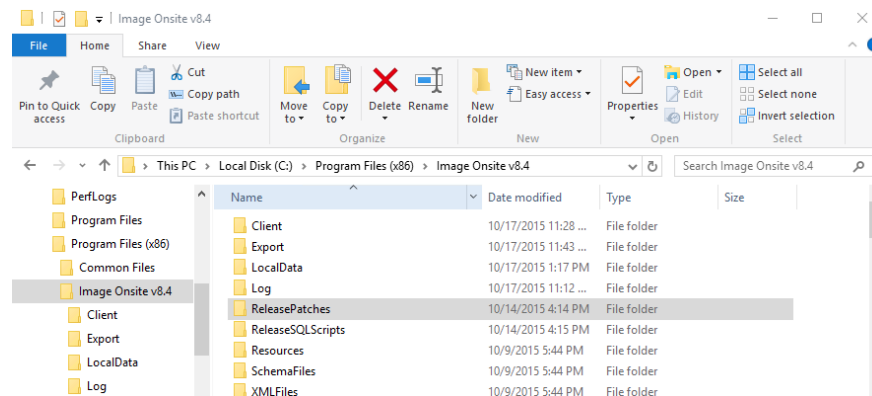 Image Onsite v8.4
File Home Share View
Pin to Quick access
Copy
Paste
Cut
Copy path
Paste shortcut
Clipboard
Move to
Copy to
Delete
Rename
Organize
New folder
New item
Easy access
New
Properties
Open
Edit
History
Open
Select all
Select none
Invert selection
Select
This PC > Local Disk (C:) > Program Files (x86) > Image Onsite v8.4
Search Image Onsite v8.4
PerfLogs
Program Files
Program Files (x86)
Common Files
Image Onsite v8.4
Client
Export
LocalData
Log
Name Date modified Type Size
Client 10/17/2015 11:28 ... File folder
Export 10/17/2015 11:43 ... File folder
LocalData 10/17/2015 1:17 PM File folder
Log 10/17/2015 11:12 ... File folder
ReleasePatches 10/14/2015 4:14 PM File folder
ReleaseSQLScripts 10/14/2015 4:15 PM File folder
Resources 10/9/2015 5:44 PM File folder
SchemaFiles 10/9/2015 5:44 PM File folder
XMLFiles 10/9/2015 5:44 PM File folder